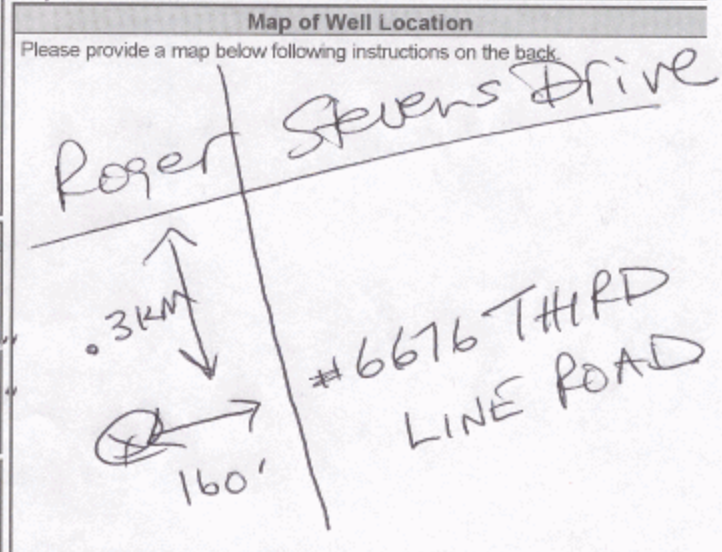 Map of Well Location
Please provide a map below following instructions on the back.
Roger Stevens Drive
.3KM
#6676 THIRD
LINE ROAD
160'